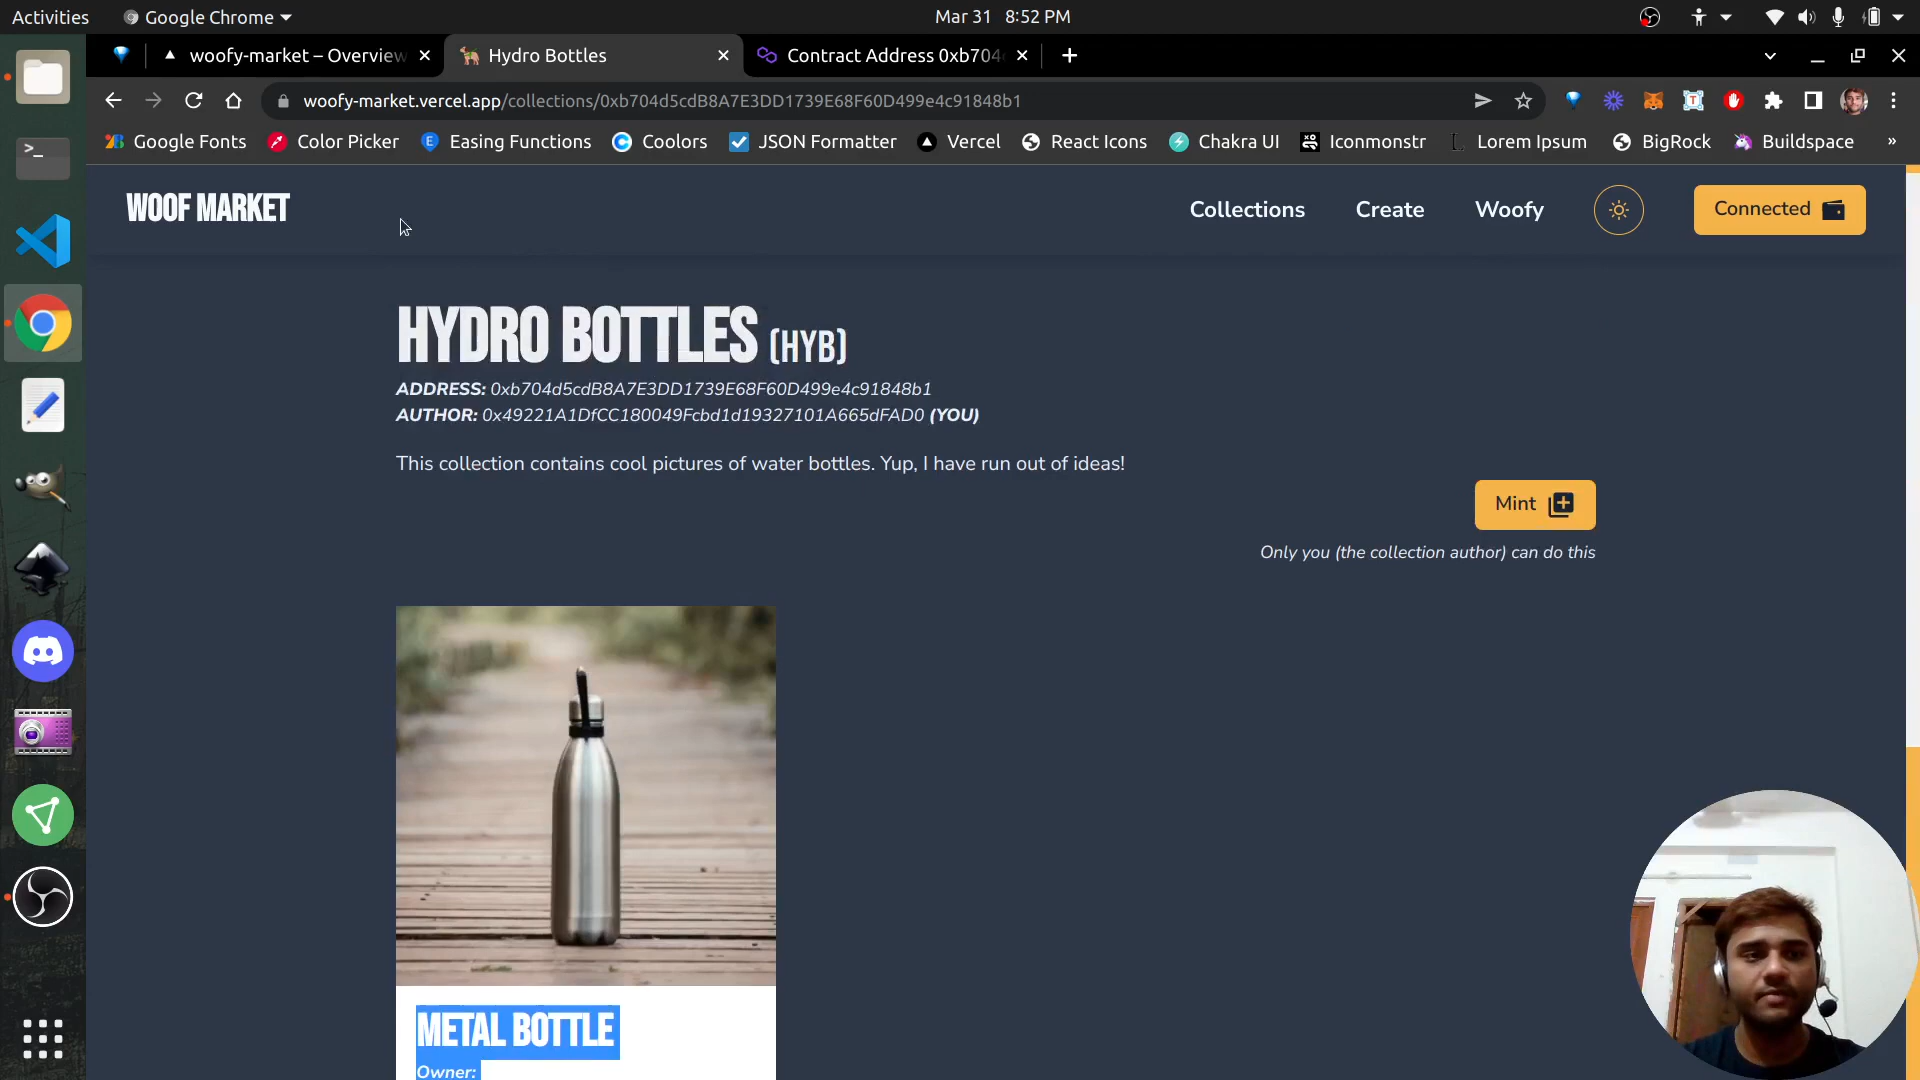 Activities
Google Chrome
Mar 31 8:52 PM
woofy-market – Overview
Hydro Bottles
Contract Address 0xb704
woofy-market.vercel.app/collections/0xb704d5cdB8A7E3DD1739E68F60D499e4c91848b1
Google Fonts
Color Picker
Easing Functions
Coolors
JSON Formatter
Vercel
React Icons
Chakra UI
Iconmonstr
Lorem Ipsum
BigRock
Buildspace
»
WOOF MARKET
Collections
Create
Woofy
Connected
HYDRO BOTTLES (HYB)
ADDRESS: 0xb704d5cdB8A7E3DD1739E68F60D499e4c91848b1
AUTHOR: 0x49221A1DfCC180049Fcbd1d19327101A665dFAD0 (YOU)
This collection contains cool pictures of water bottles. Yup, I have run out of ideas!
Mint
Only you (the collection author) can do this
METAL BOTTLE
Owner: